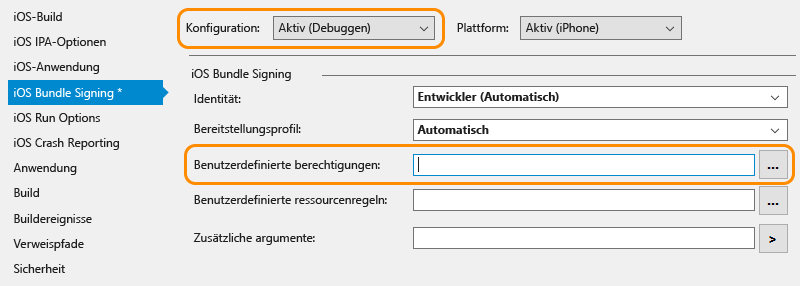 iOS-Build
iOS IPA-Optionen
iOS-Anwendung
iOS Bundle Signing *
iOS Run Options
iOS Crash Reporting
Anwendung
Build
Buildereignisse
Verweispfade
Sicherheit
Konfiguration: Aktiv (Debuggen) Plattform: Aktiv (iPhone)
iOS Bundle Signing
Identität: Entwickler (Automatisch)
Bereitstellungsprofil: Automatisch
Benutzerdefinierte berechtigungen: ...
Benutzerdefinierte ressourcenregeln: ...
Zusätzliche argumente: >